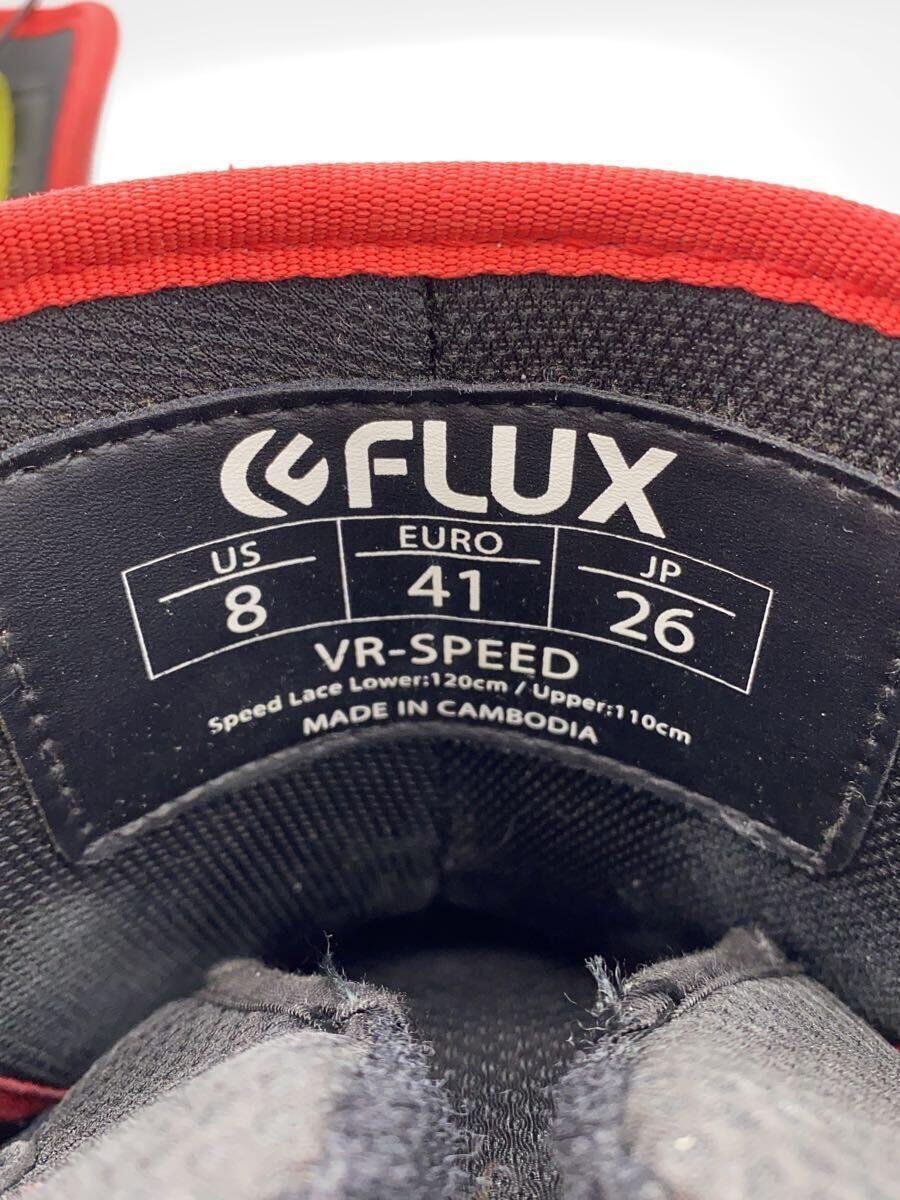 FLUX
US EURO JP
8 41 26
VR-SPEED
Speed Lace Lower:120cm / Upper:110cm
MADE IN CAMBODIA